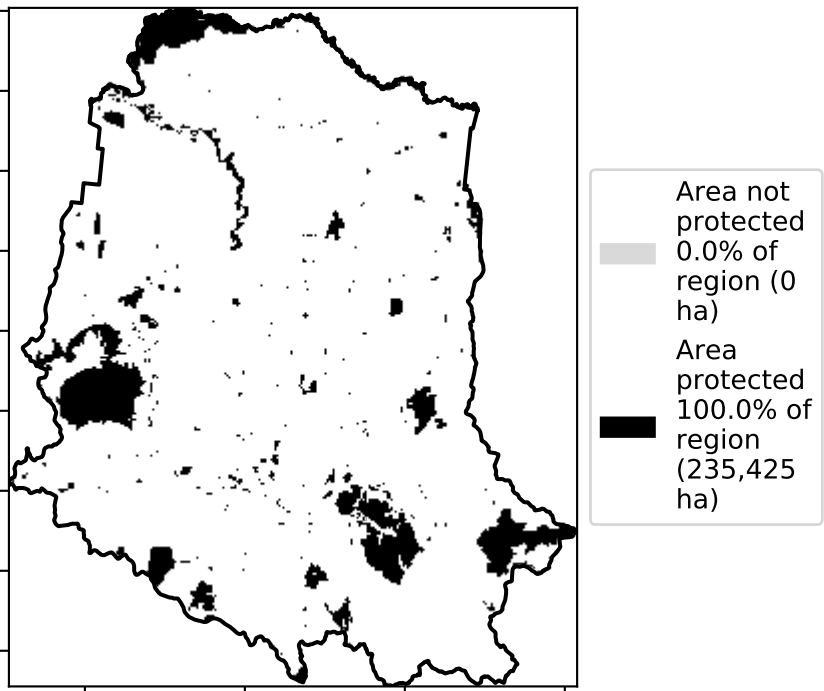 Area not
protected
0.0% of
region (0
ha)
Area
protected
100.0% of
region
(235,425
ha)